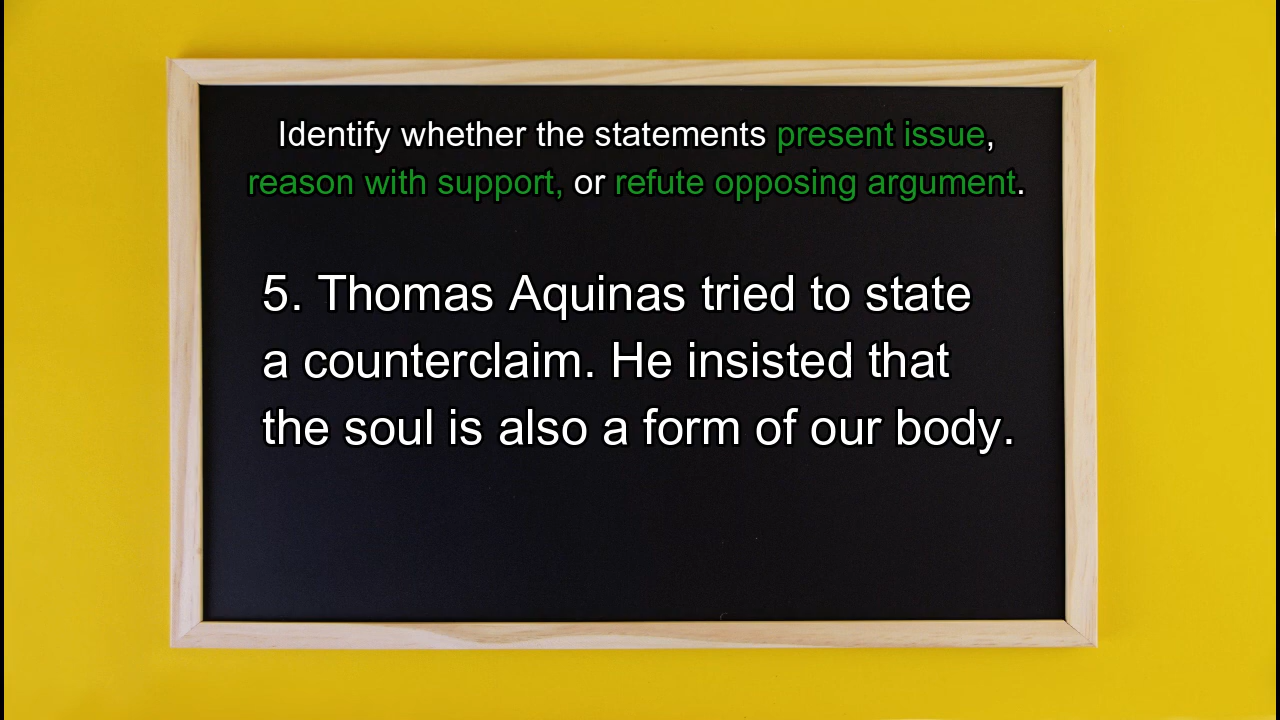 Identify whether the statements present issue,
reason with support, or refute opposing argument.
5. Thomas Aquinas tried to state
a counterclaim. He insisted that
the soul is also a form of our body.